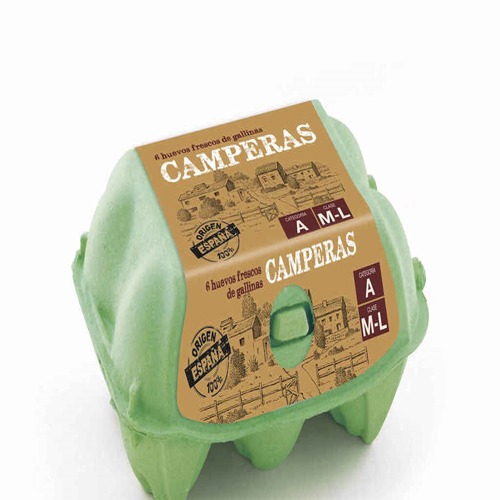 6 huevos frescos de gallinas
CAMPERAS
ORIGEN
ESPAÑA
100%
CATEGORÍA
A
CLASE
M-L
6 huevos frescos
de gallinas
CAMPERAS
ORIGEN
ESPAÑA
100%
CATEGORÍA
A
CLASE
M-L